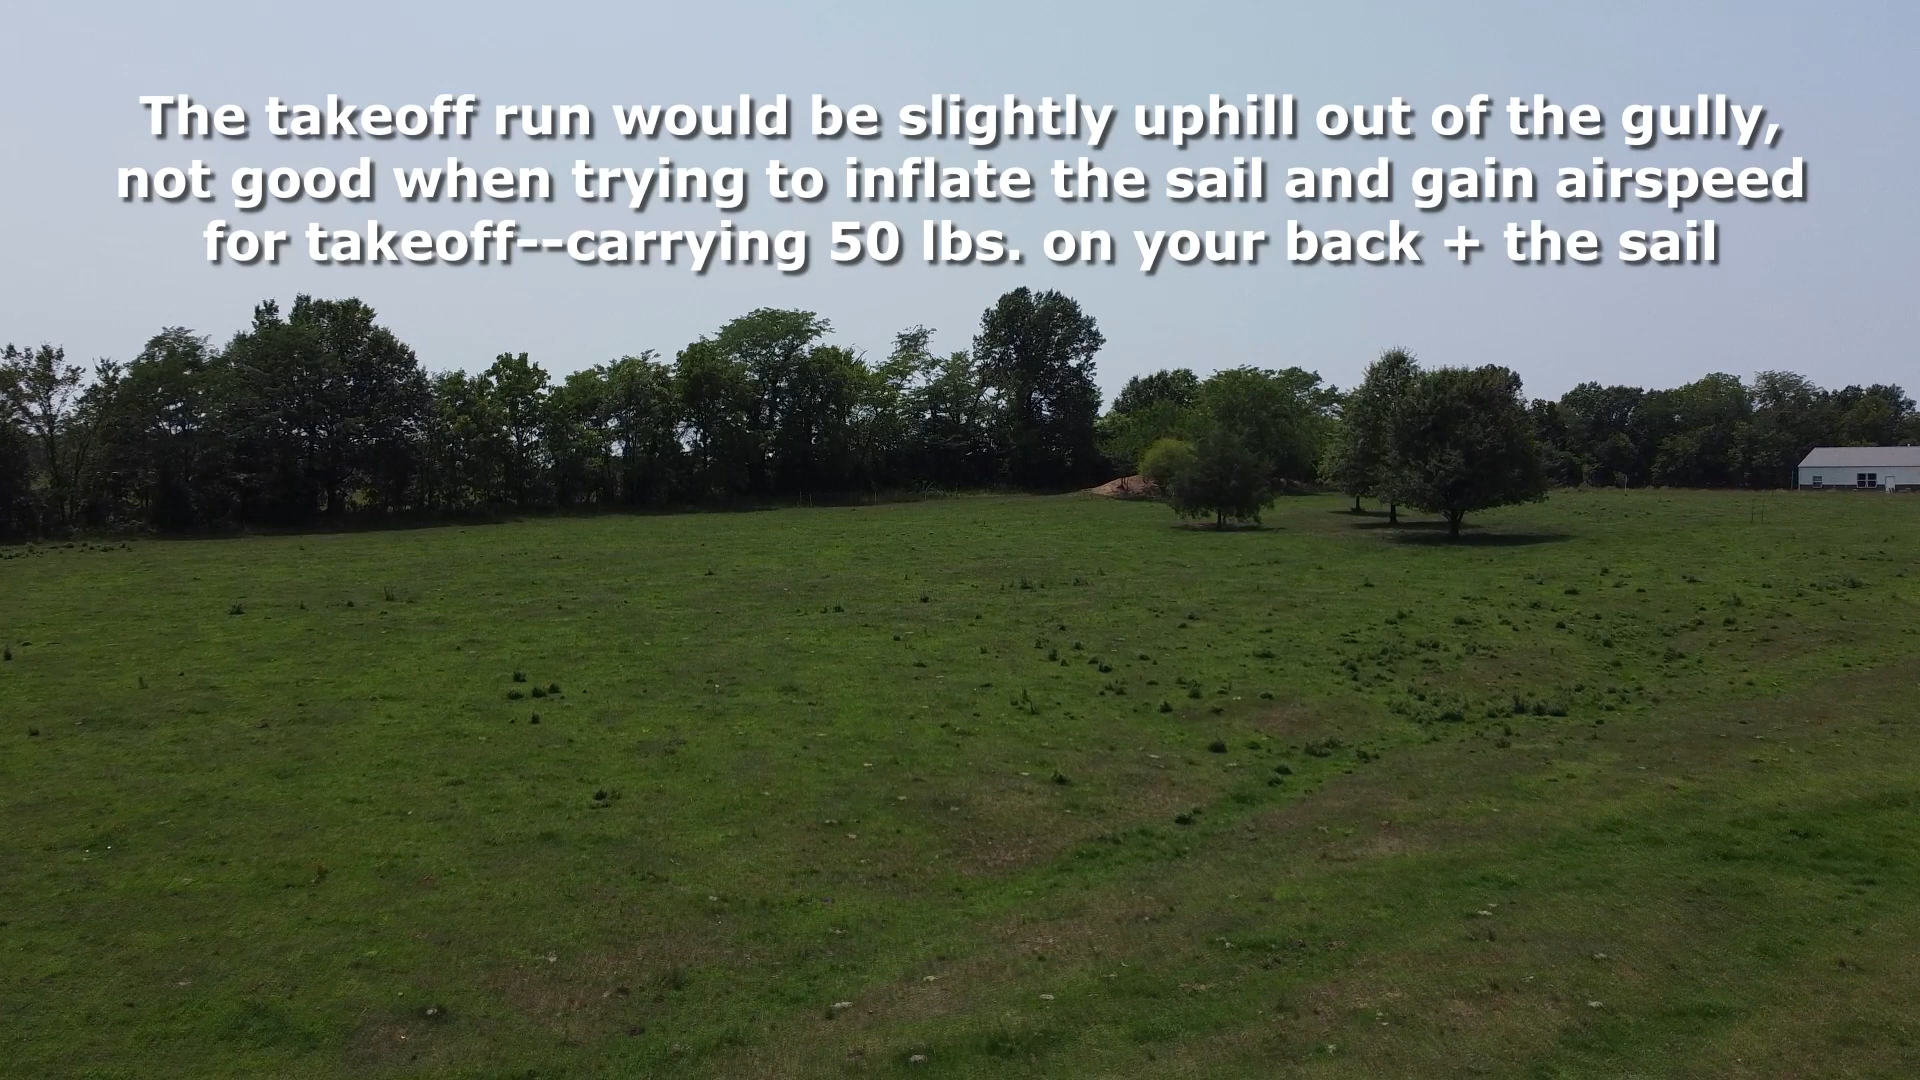 The takeoff run would be slightly uphill out of the gully,
not good when trying to inflate the sail and gain airspeed
for takeoff--carrying 50 lbs. on your back + the sail